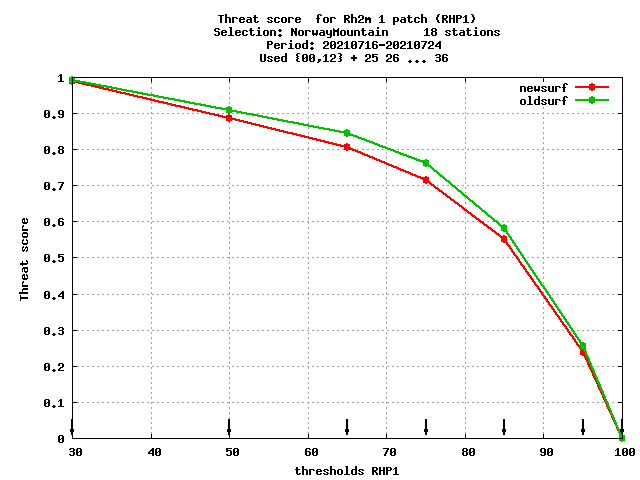 Threat score  for Rh2m 1 patch (RHP1)
Selection: NorwayMountain     18 stations
Period: 20210716-20210724
Used {00,12} + 25 26 ... 36
newsurf
oldsurf
1
0.9
0.8
0.7
0.6
0.5
0.4
0.3
0.2
0.1
0
Threat score
30 40 50 60 70 80 90 100
thresholds RHP1